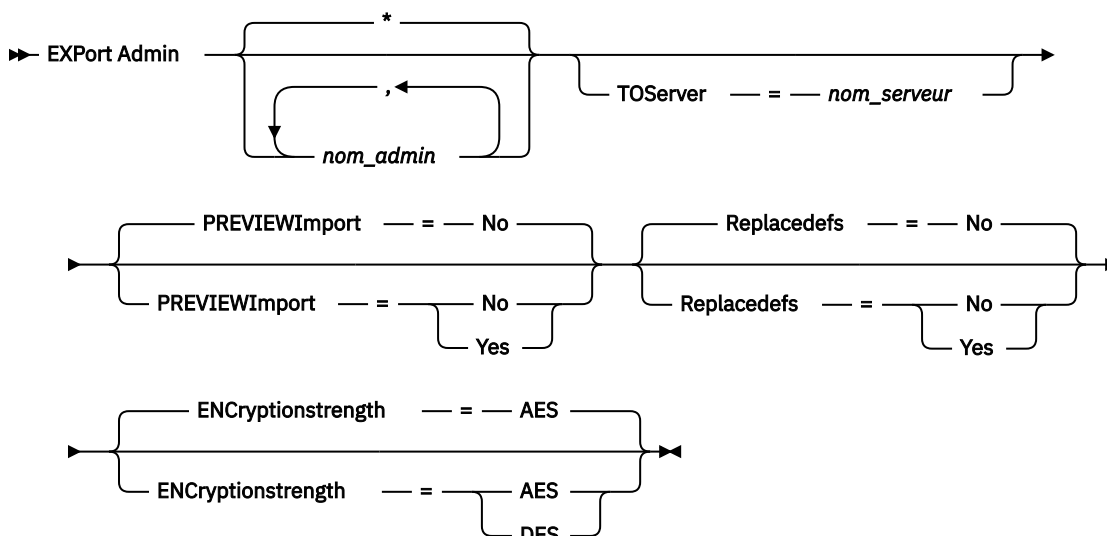 *
EXPort Admin
,
TOServer = nom_serveur
nom_admin
PREVIEWImport = No
Replacedefs = No
PREVIEWImport = No
Replacedefs = No
Yes
Yes
ENCryptionstrength = AES
ENCryptionstrength = AES
DES